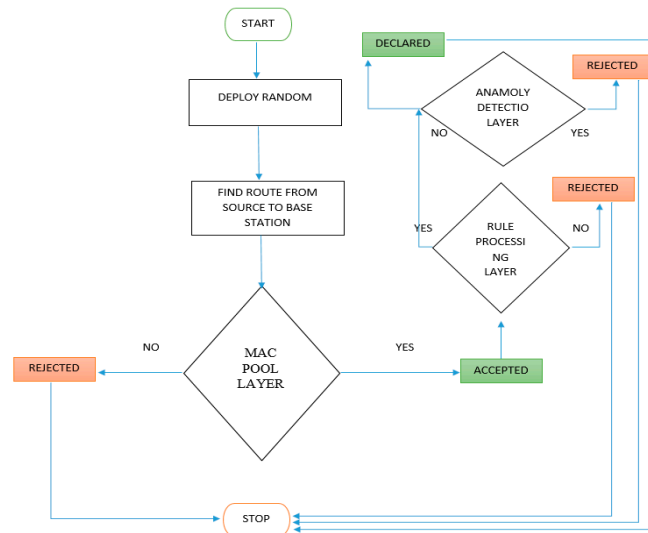 START
DEPLOY RANDOM
FIND ROUTE FROM
SOURCE TO BASE
STATION
NO
MAC
POOL
LAYER
YES
REJECTED
ACCEPTED
STOP
DECLARED
REJECTED
ANAMOLY
DETECTIO
LAYER
NO
YES
REJECTED
YES
RULE
PROCESSI
NG
LAYER
NO